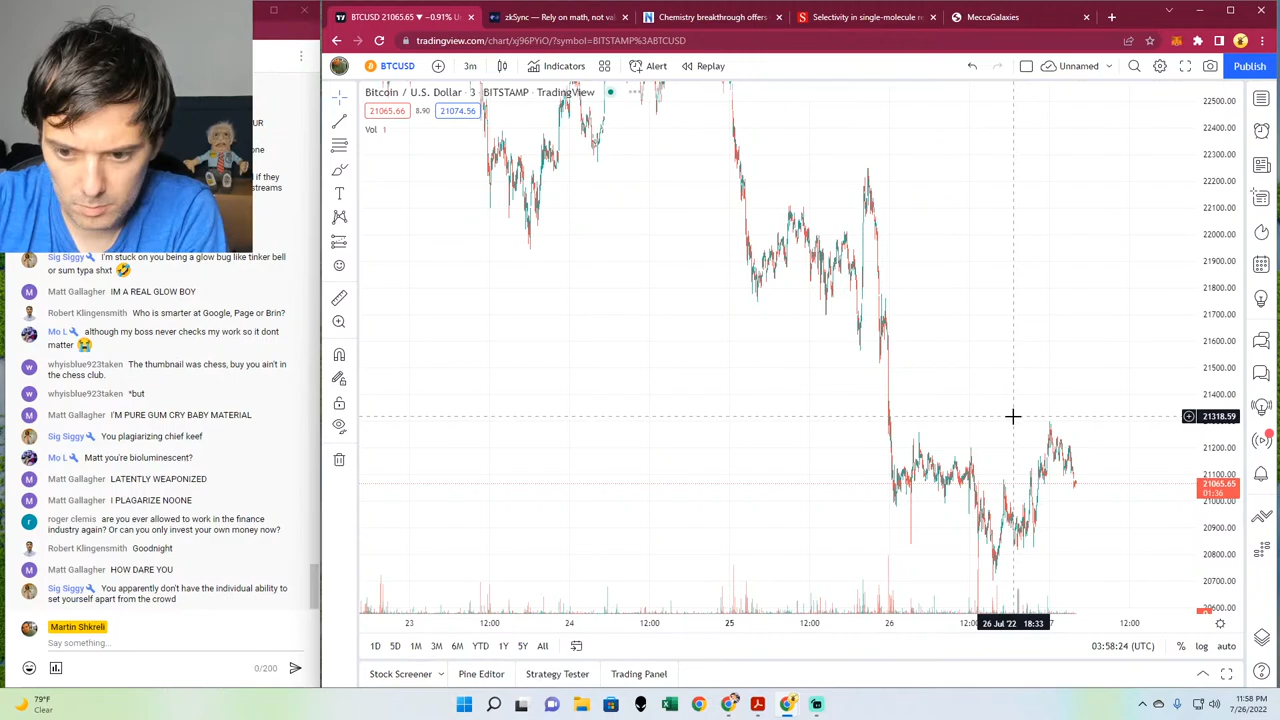 BTCUSD 21065.65 ▼ −0.91% U
zkSync — Rely on math, not val
Chemistry breakthrough offers
Selectivity in single-molecule re
MeccaGalaxies
tradingview.com/chart/xj96PYiO/?symbol=BITSTAMP%3ABTCUSD
BTCUSD
3m
Indicators
Alert
Replay
Unnamed
Publish
Bitcoin / U.S. Dollar · 3 · BITSTAMP · TradingView
21065.66 8.90 21074.56
Vol 1
UR
one
if they
streams
Sig Siggy I'm stuck on you being a glow bug like tinker bell
or sum typa shxt 🤣
M Matt Gallagher IM A REAL GLOW BOY
Robert Klingensmith Who is smarter at Google, Page or Brin?
Mo L although my boss never checks my work so it dont
matter 😭
w whyisblue923taken The thumbnail was chess, buy you ain't in
the chess club.
w whyisblue923taken *but
M Matt Gallagher I'M PURE GUM CRY BABY MATERIAL
Sig Siggy You plagiarizing chief keef
Mo L Matt you're bioluminescent?
M Matt Gallagher LATENTLY WEAPONIZED
M Matt Gallagher I PLAGARIZE NOONE
r roger clemis are you ever allowed to work in the finance
industry again? Or can you only invest your own money now?
Robert Klingensmith Goodnight
M Matt Gallagher HOW DARE YOU
Sig Siggy You apparently don't have the individual ability to
set yourself apart from the crowd
Martin Shkreli
Say something...
0/200
22500.00
22400.00
22300.00
22200.00
22100.00
22000.00
21900.00
21800.00
21700.00
21600.00
21500.00
21400.00
21318.59
21200.00
21100.00
21065.65
01:36
21000.00
20900.00
20800.00
20700.00
20600.00
23 12:00 24 12:00 25 12:00 26 12:00 26 Jul '22 18:33 7 12:00
1D 5D 1M 3M 6M YTD 1Y 5Y All
03:58:24 (UTC) % log auto
Stock Screener Pine Editor Strategy Tester Trading Panel
79°F
Clear
11:58 PM
7/26/2022